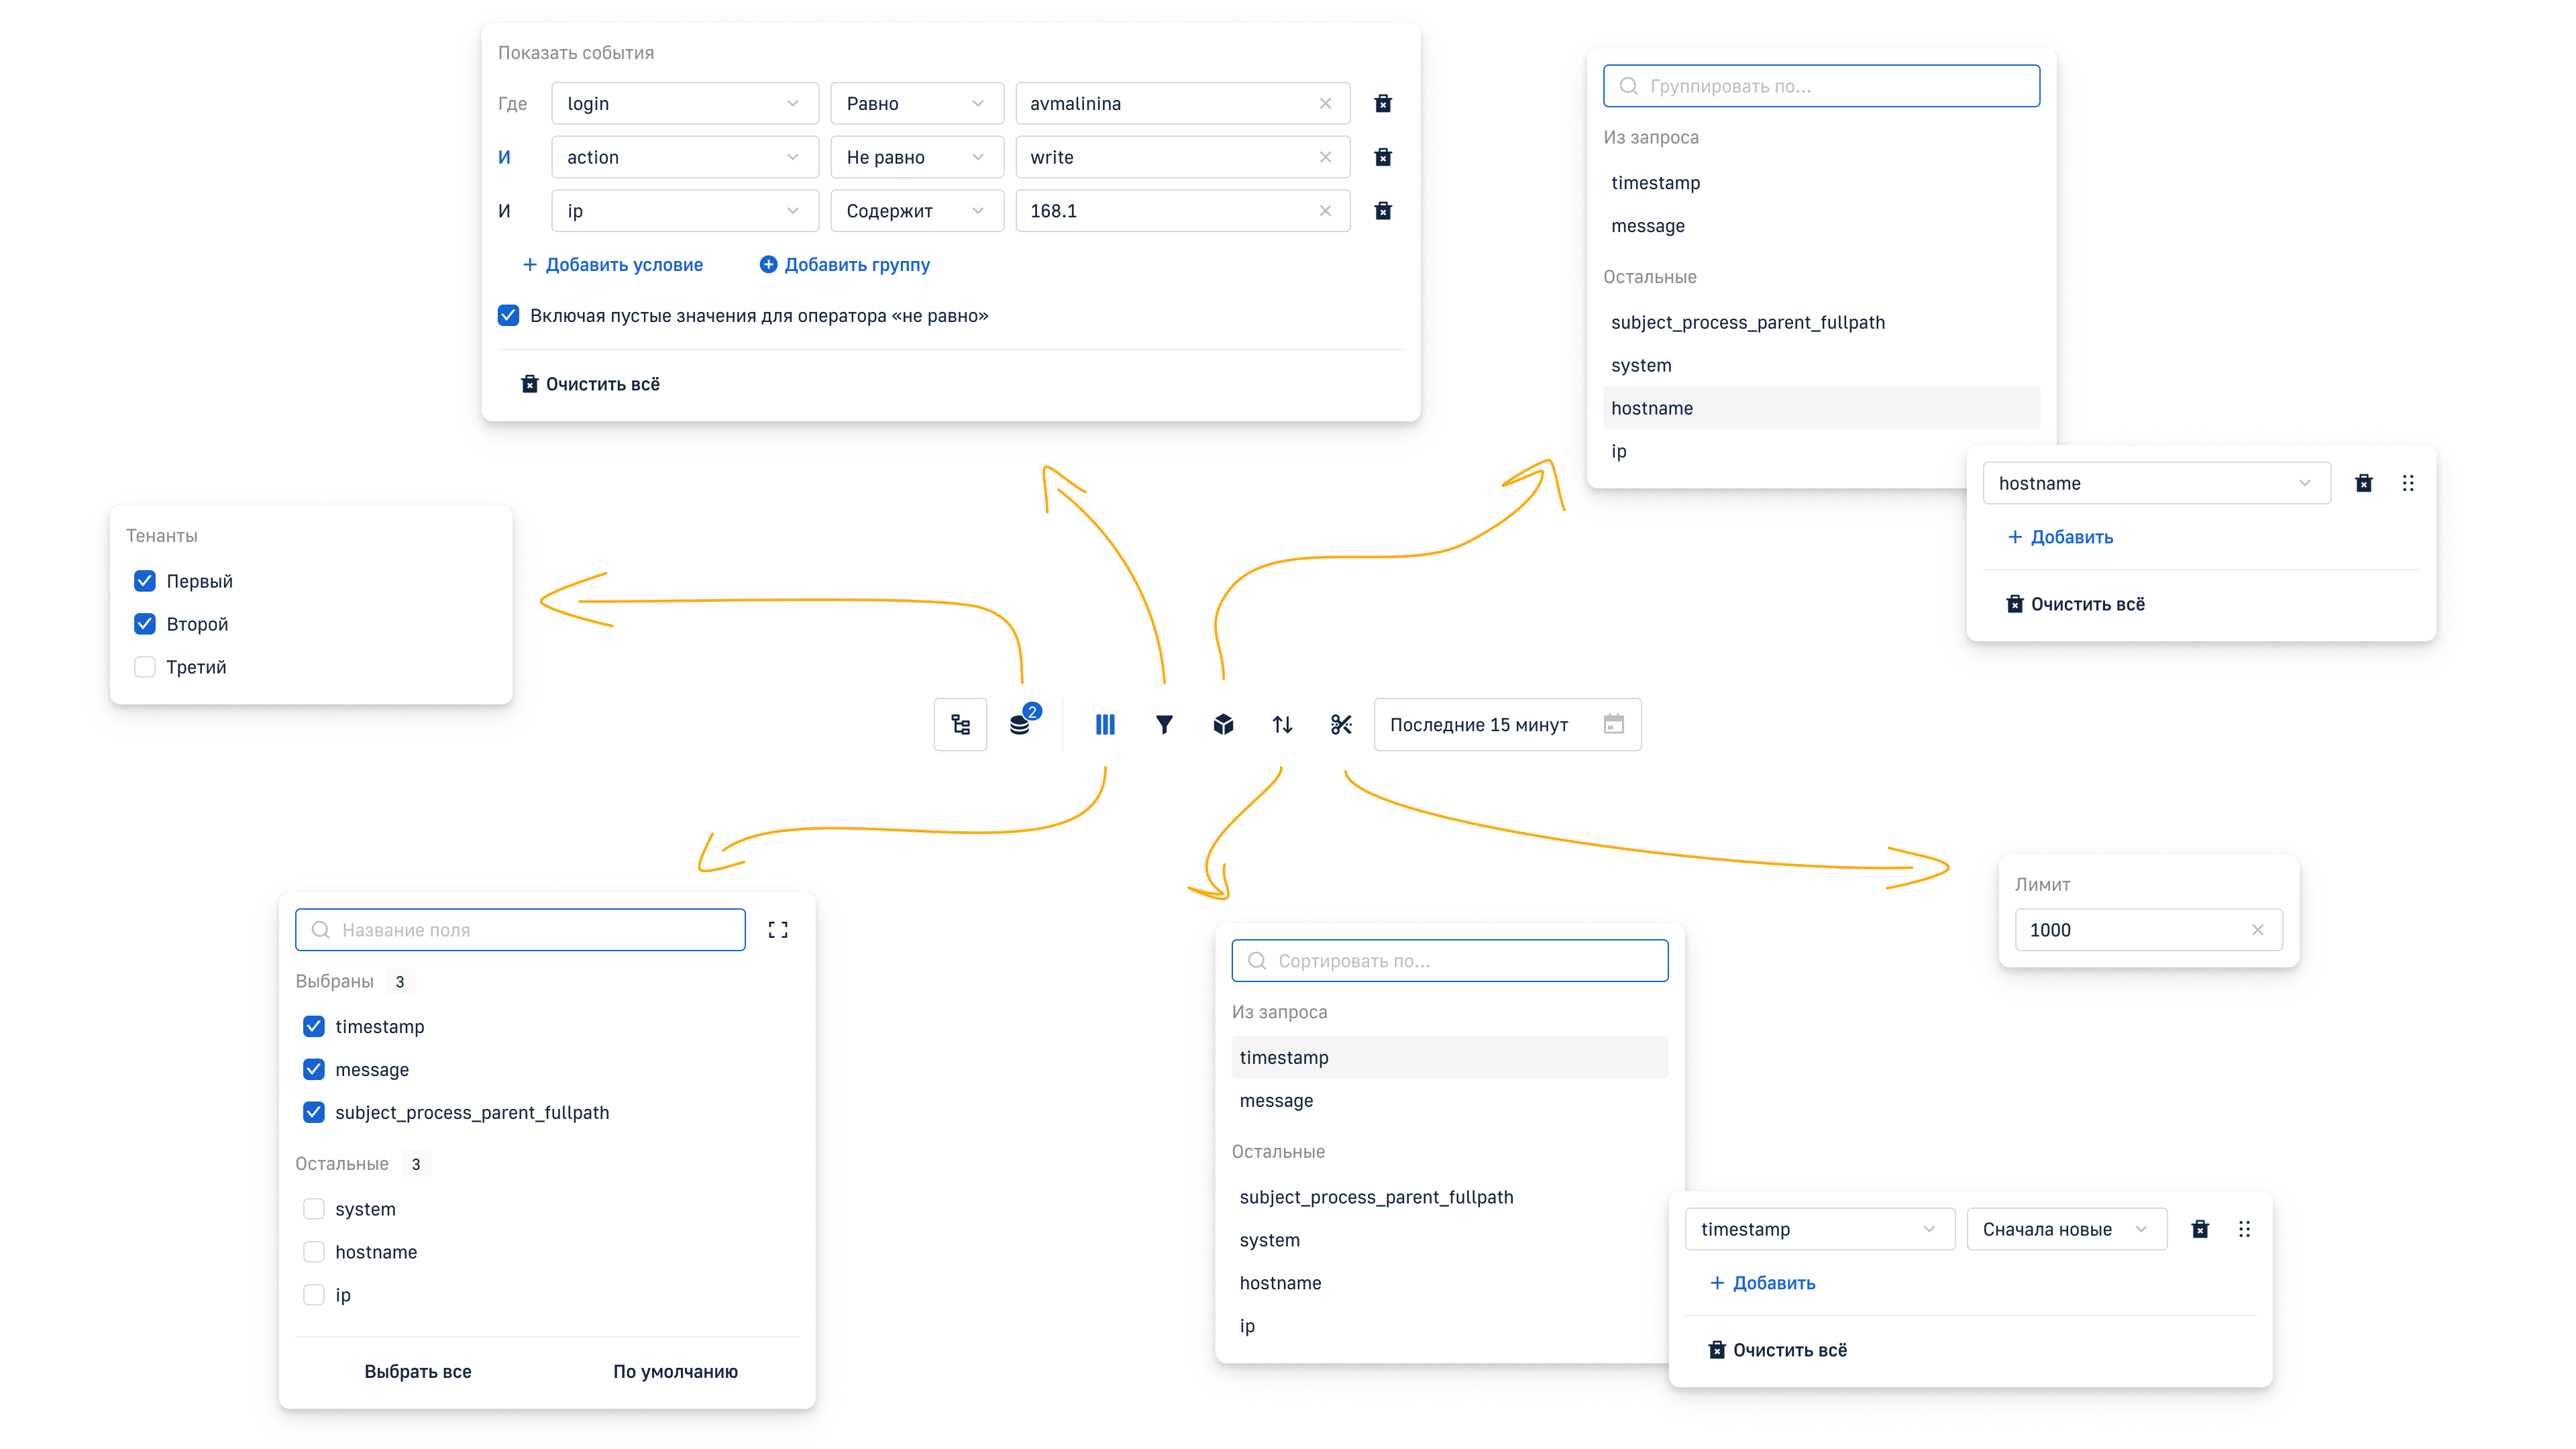 Показать события
Где login Равно avmalinina
И action Не равно write
И ip Содержит 168.1
Добавить условие Добавить группу
Включая пустые значения для оператора «не равно»
Очистить всё
Группировать по...
Из запроса
timestamp
message
Остальные
subject_process_parent_fullpath
system
hostname
ip
hostname
Добавить
Очистить всё
Тенанты
Первый
Второй
Третий
2
Последние 15 минут
Название поля
Выбраны 3
timestamp
message
subject_process_parent_fullpath
Остальные 3
system
hostname
ip
Выбрать все По умолчанию
Сортировать по...
Из запроса
timestamp
message
Остальные
subject_process_parent_fullpath
system
hostname
ip
timestamp Сначала новые
Добавить
Очистить всё
Лимит
1000